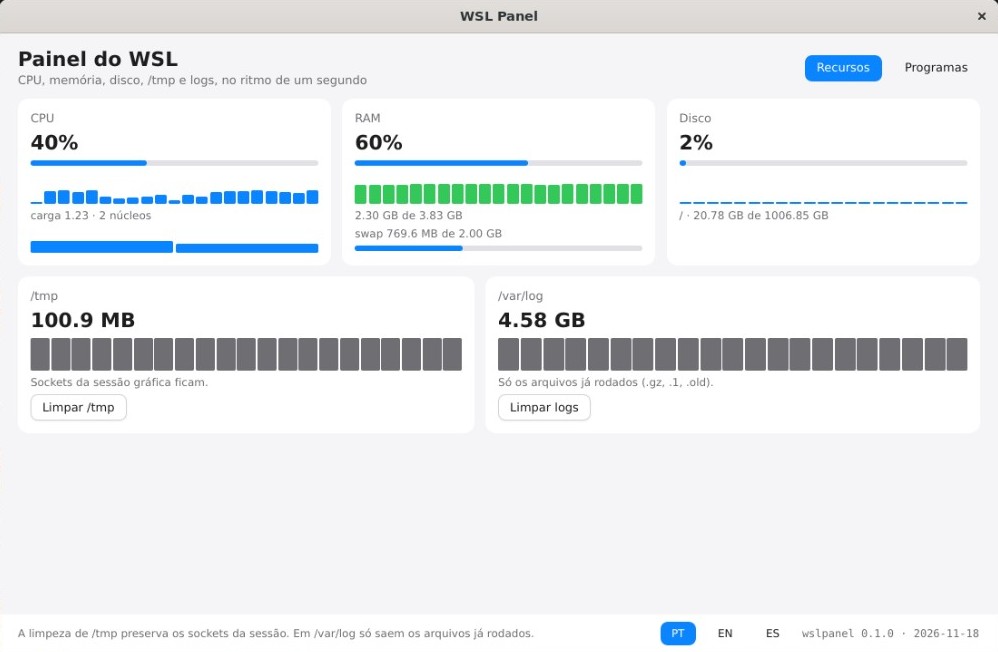 WSL Panel
×
Painel do WSL
CPU, memória, disco, /tmp e logs, no ritmo de um segundo
Recursos
Programas
CPU
40%
carga 1.23 · 2 núcleos
RAM
60%
2.30 GB de 3.83 GB
swap 769.6 MB de 2.00 GB
Disco
2%
/ · 20.78 GB de 1006.85 GB
/tmp
100.9 MB
Sockets da sessão gráfica ficam.
Limpar /tmp
/var/log
4.58 GB
Só os arquivos já rodados (.gz, .1, .old).
Limpar logs
A limpeza de /tmp preserva os sockets da sessão. Em /var/log só saem os arquivos já rodados.
PT
EN
ES
wslpanel 0.1.0 · 2026-11-18